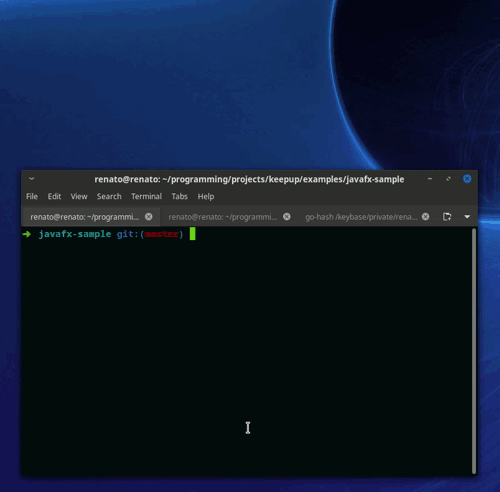 renato@renato: ~/programming/projects/keepup/examples/javafx-sample
File Edit View Search Terminal Tabs Help
renato@renato: ~/programmi... renato@renato: ~/programmi... go-hash /keybase/private/rena...
➜ javafx-sample git:(master)